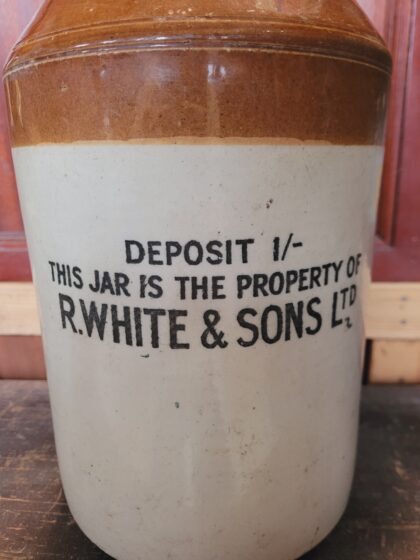 DEPOSIT 1/-
THIS JAR IS THE PROPERTY OF
R.WHITE & SONS LTD